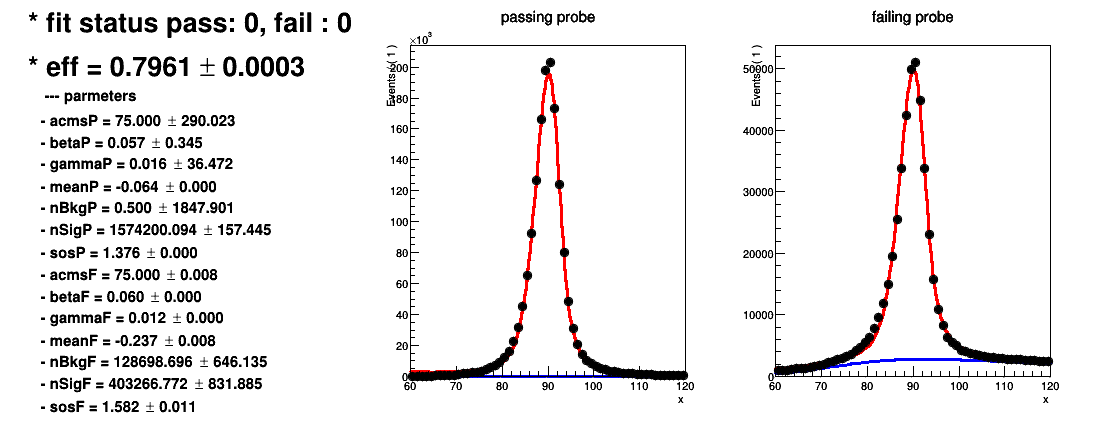 * fit status pass: 0, fail : 0
* eff = 0.7961 ± 0.0003
--- parmeters
- acmsP = 75.000 ± 290.023
- betaP = 0.057 ± 0.345
- gammaP = 0.016 ± 36.472
- meanP = -0.064 ± 0.000
- nBkgP = 0.500 ± 1847.901
- nSigP = 1574200.094 ± 157.445
- sosP = 1.376 ± 0.000
- acmsF = 75.000 ± 0.008
- betaF = 0.060 ± 0.000
- gammaF = 0.012 ± 0.000
- meanF = -0.237 ± 0.008
- nBkgF = 128698.696 ± 646.135
- nSigF = 403266.772 ± 831.885
- sosF = 1.582 ± 0.011
passing probe
×10³
Events / ( 1 )
200
180
160
140
120
100
80
60
40
20
0
60 70 80 90 100 110 120
x
failing probe
Events / ( 1 )
50000
40000
30000
20000
10000
0
60 70 80 90 100 110 120
x